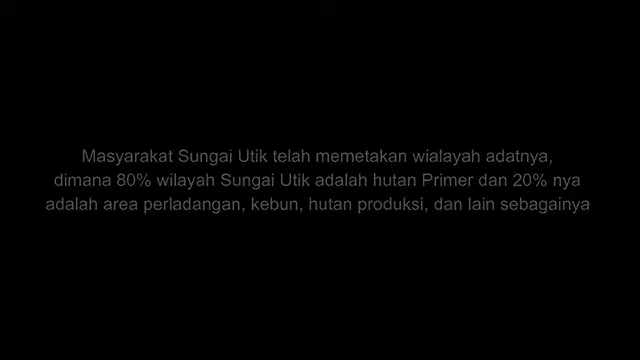 Masyarakat Sungai Utik telah memetakan wialayah adatnya,
dimana 80% wilayah Sungai Utik adalah hutan Primer dan 20% nya
adalah area perladangan, kebun, hutan produksi, dan lain sebagainya